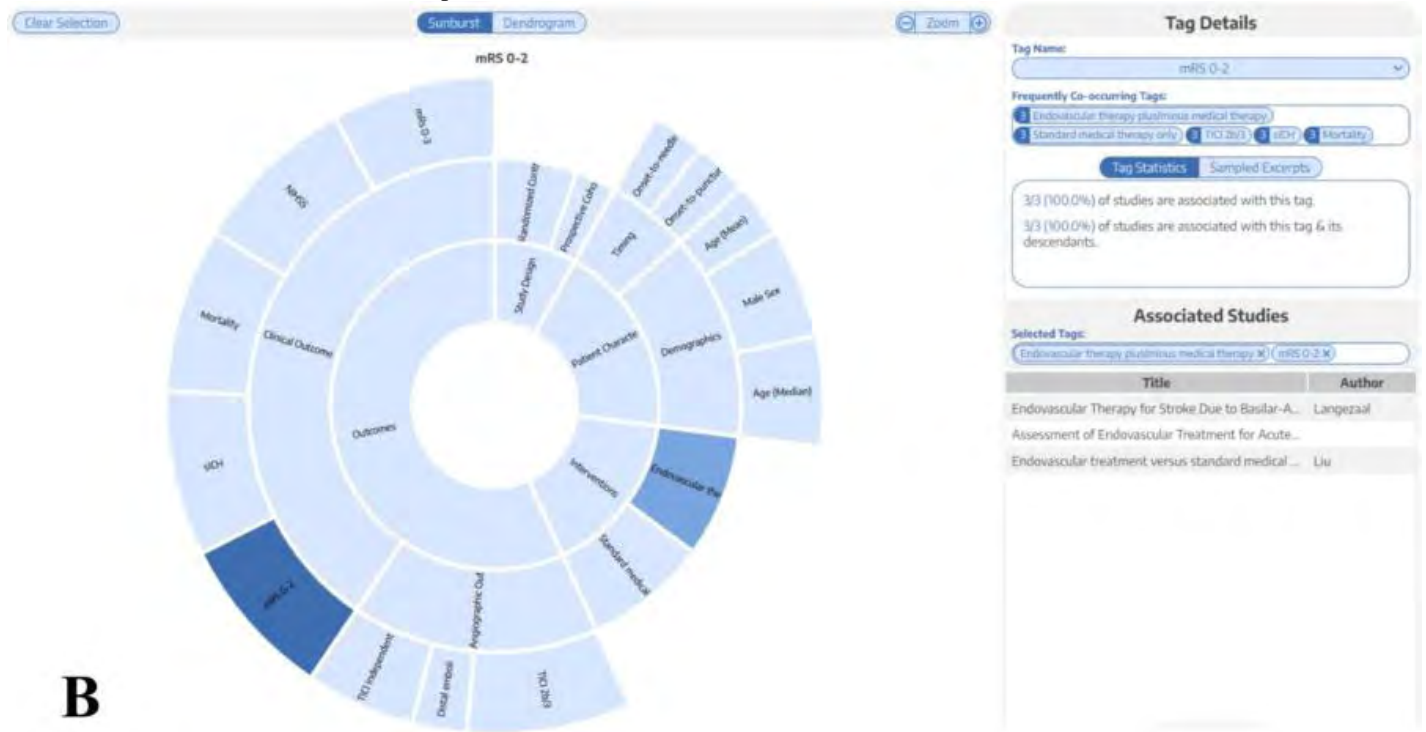 Clear Selection
Sunburst Dendrogram
Zoom
mRS 0-2
mRS 0-3
NIHSS
Mortality
sICH
mRS 0-2
Clinical Outcome
Outcomes
TICI Independent
Distal emboli
TICI 2b/3
Angiographic Out
Randomized Contr
Prospective Coho
Study Design
Onset-to-needle
Onset-to-punctur
Timing
Age (Mean)
Male Sex
Age (Median)
Demographics
Patient Characte
Endovascular the
Standard medical
Interventions
B
Tag Details
Tag Name:
mRS 0-2
Frequently Co-occurring Tags:
3 Endovascular therapy plus/minus medical therapy
3 Standard medical therapy only 3 TICI 2b/3 3 sICH 3 Mortality
Tag Statistics Sampled Excerpts
3/3 (100.0%) of studies are associated with this tag.
3/3 (100.0%) of studies are associated with this tag & its
descendants.
Associated Studies
Selected Tags:
Endovascular therapy plus/minus medical therapy x mRS 0-2 x
Title Author
Endovascular Therapy for Stroke Due to Basilar-A... Langezaal
Assessment of Endovascular Treatment for Acute...
Endovascular treatment versus standard medical ... Liu